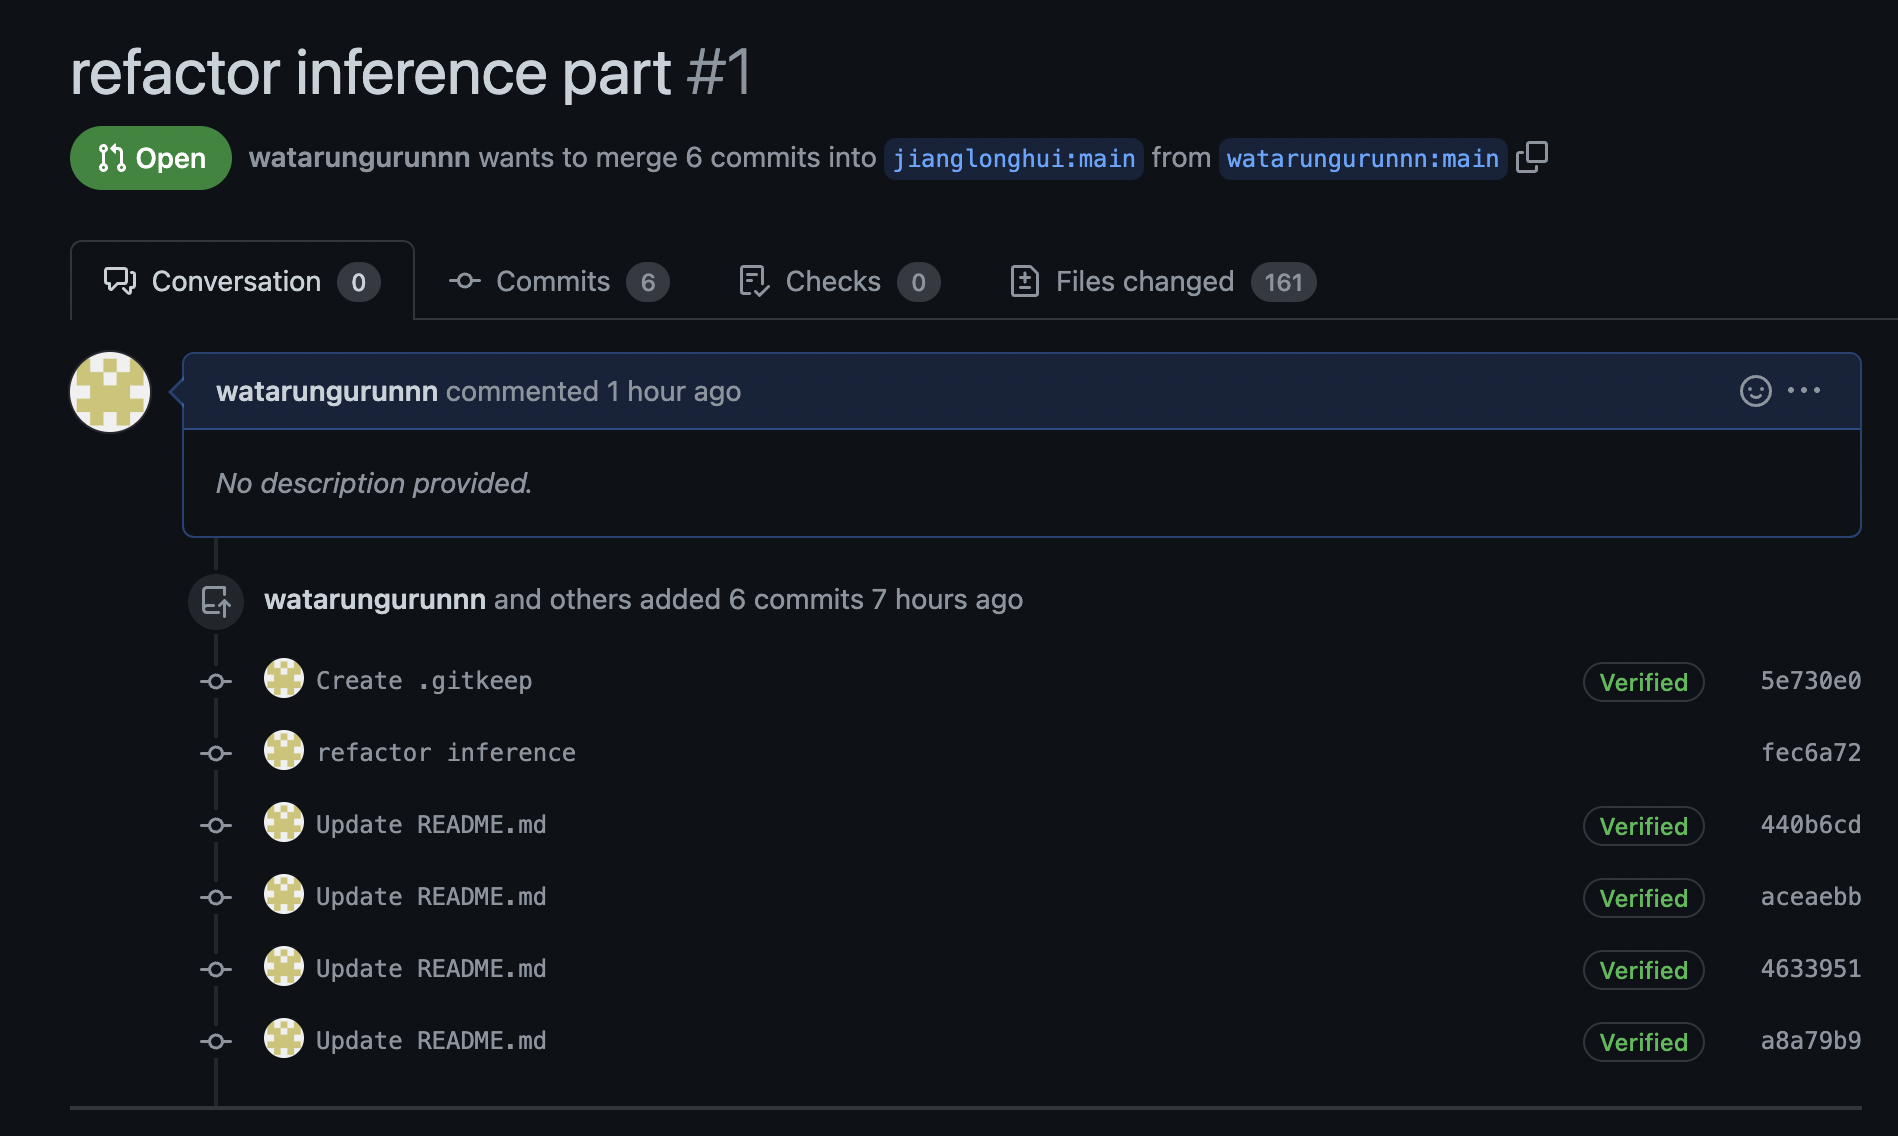 refactor inference part #1
Open watarungurunnn wants to merge 6 commits into jianglonghui:main from watarungurunnn:main
Conversation 0 Commits 6 Checks 0 Files changed 161
watarungurunnn commented 1 hour ago
No description provided.
watarungurunnn and others added 6 commits 7 hours ago
Create .gitkeep Verified 5e730e0
refactor inference fec6a72
Update README.md Verified 440b6cd
Update README.md Verified aceaebb
Update README.md Verified 4633951
Update README.md Verified a8a79b9